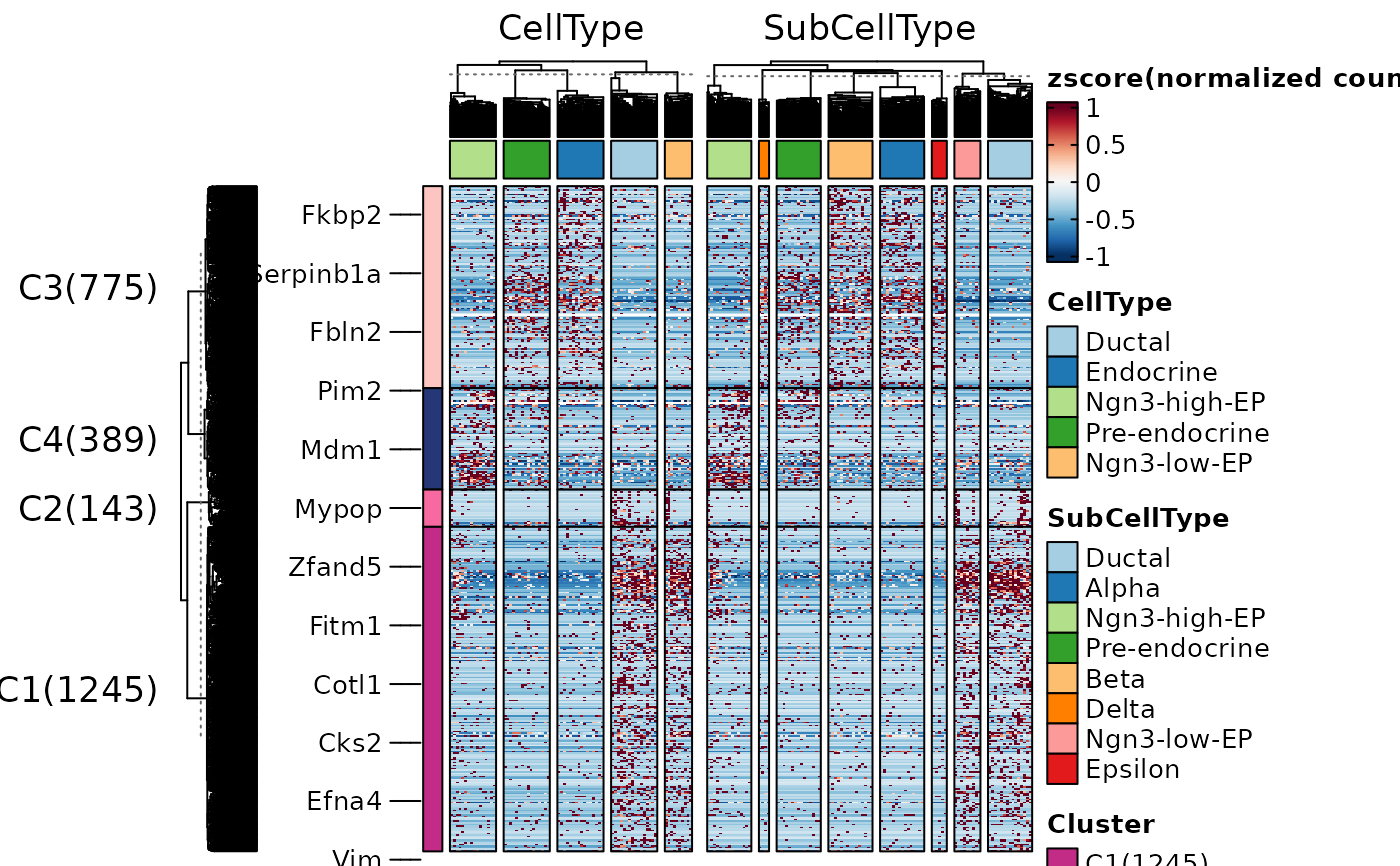 CellType
SubCellType
C3(775)
C4(389)
C2(143)
C1(1245)
Fkbp2
Serpinb1a
Fbln2
Pim2
Mdm1
Mypop
Zfand5
Fitm1
Cotl1
Cks2
Efna4
Vim
zscore(normalized coun
1
0.5
0
-0.5
-1
CellType
Ductal
Endocrine
Ngn3-high-EP
Pre-endocrine
Ngn3-low-EP
SubCellType
Ductal
Alpha
Ngn3-high-EP
Pre-endocrine
Beta
Delta
Ngn3-low-EP
Epsilon
Cluster
C1(1245)